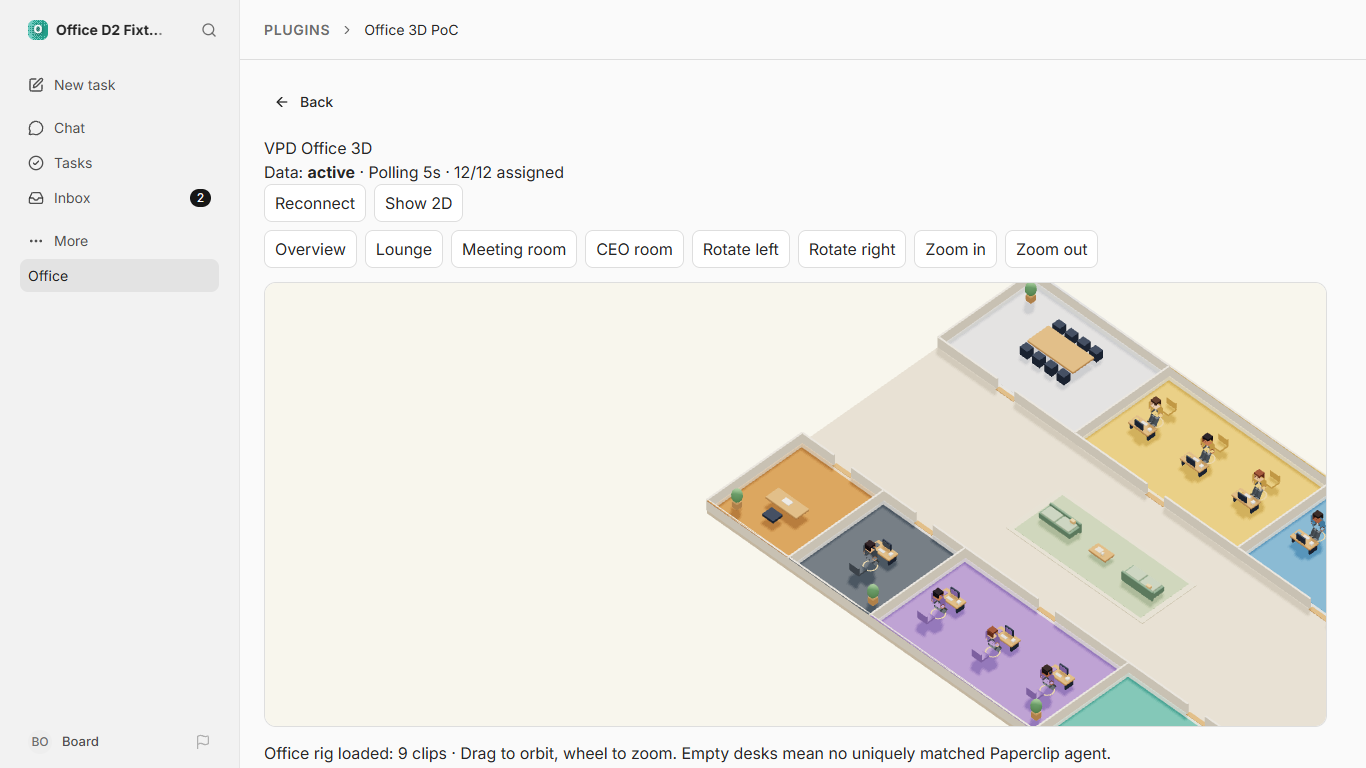 O Office D2 Fixt...
PLUGINS > Office 3D PoC
New task
Chat
Tasks
Inbox 2
More
Office
Back
VPD Office 3D
Data: active · Polling 5s · 12/12 assigned
Reconnect Show 2D
Overview Lounge Meeting room CEO room Rotate left Rotate right Zoom in Zoom out
Office rig loaded: 9 clips · Drag to orbit, wheel to zoom. Empty desks mean no uniquely matched Paperclip agent.
BO Board